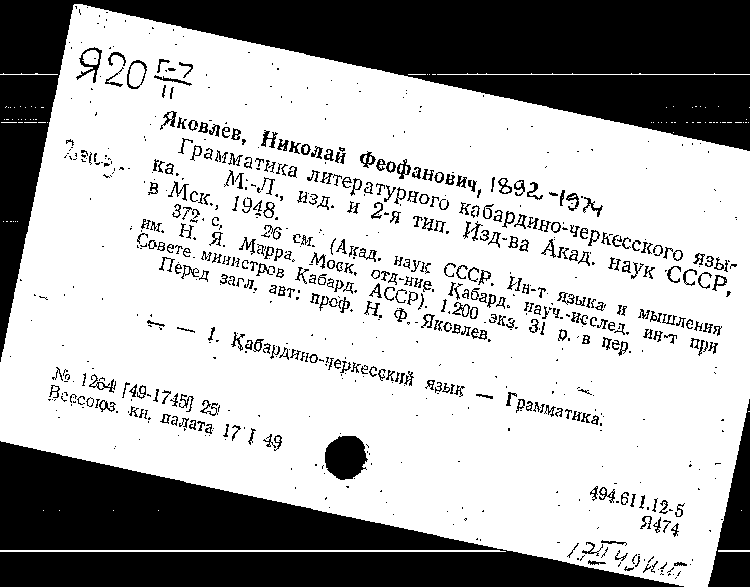 Я20 Г-7
II
Яковлев, Николай Феофанович, 1892-1974
Грамматика литературного кабардино-черкесского язы-
ка. М.-Л., изд. и 2-я тип. Изд-ва Акад. наук СССР,
в Мск., 1948.
372 с. 26 см. (Акад. наук СССР. Ин-т языка и мышления
им. Н. Я. Марра. Моск. отд-ние. Кабард. науч.-исслед. ин-т при
Совете министров Кабард. АССР). 1.200 экз. 31 р. в пер.
Перед загл. авт: проф. Н. Ф. Яковлев.
— — 1. Кабардино-черкесский язык — Грамматика.
№ 1264 [49-1745] 25
Всесоюз. кн. палата 17 I 49
494.611.12-5
Я474